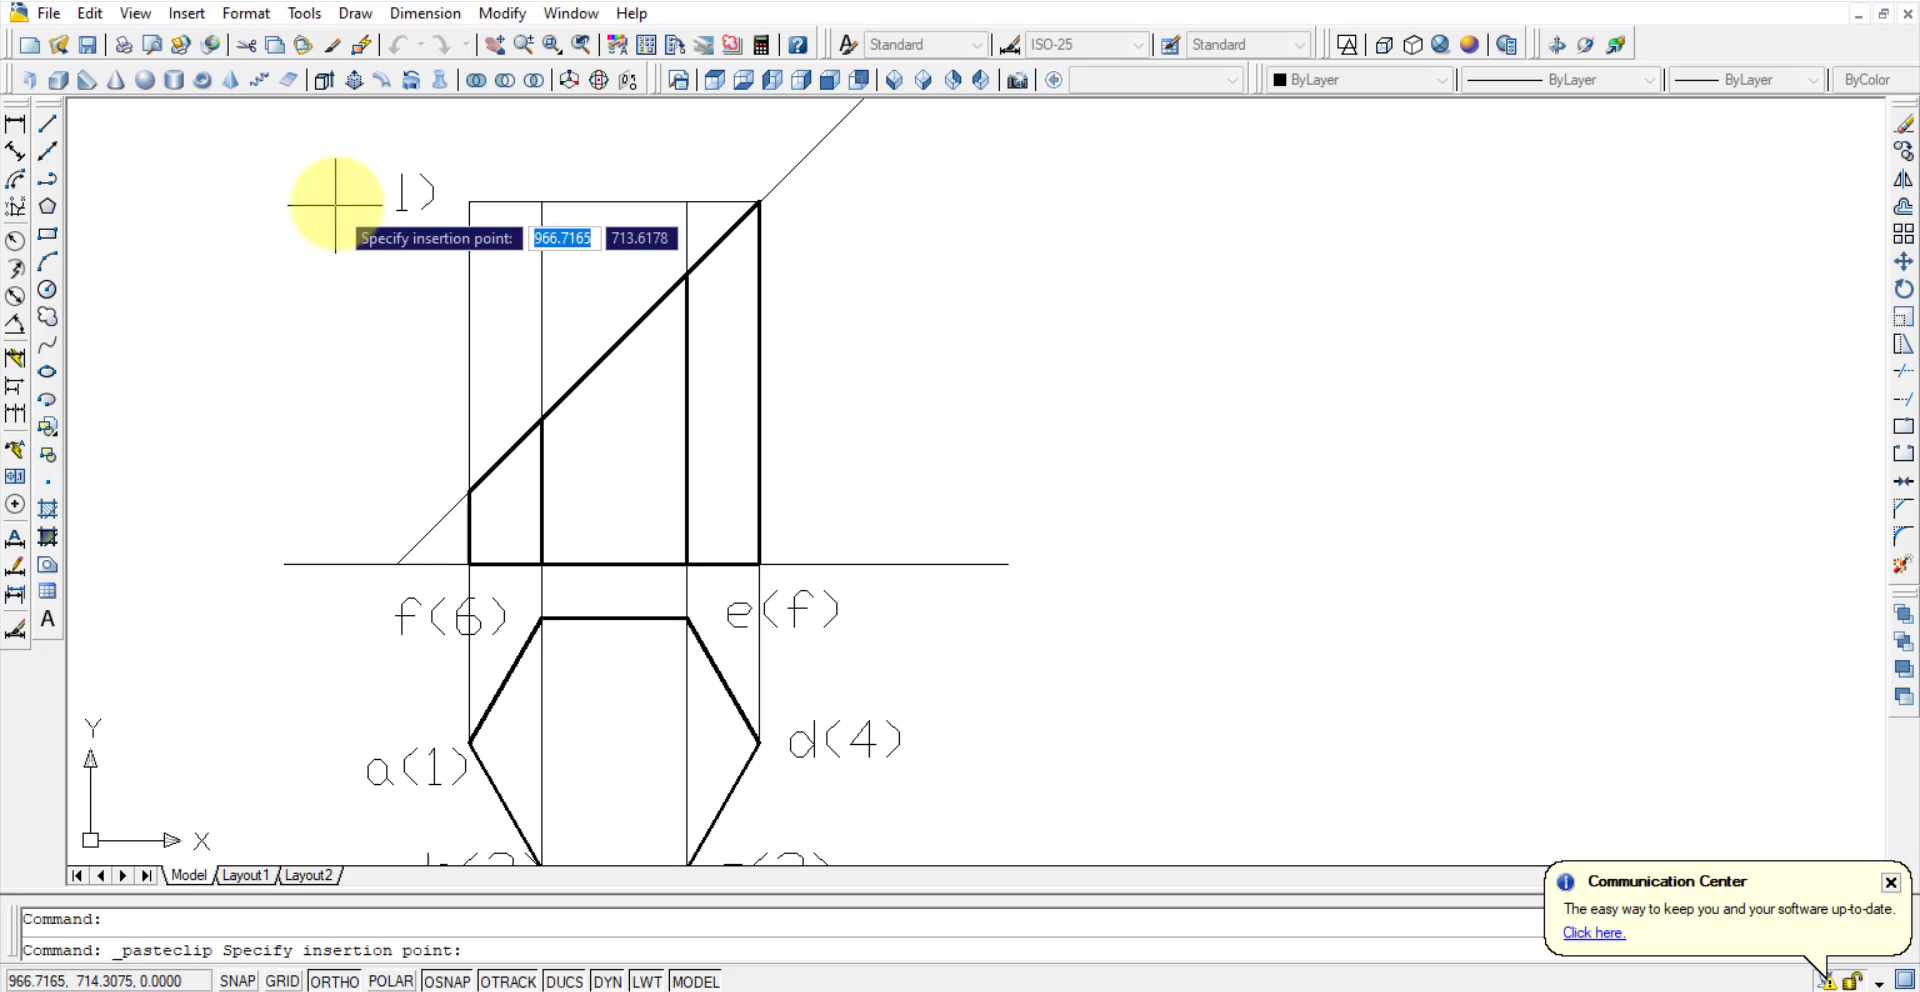 File Edit View Insert Format Tools Draw Dimension Modify Window Help
Standard ISO-25 Standard
ByLayer ByLayer ByLayer ByColor
1)
Specify insertion point: 966.7165 713.6178
f(6) e(f)
d(4)
a(1)
Y
X
Model Layout1 Layout2
Command:
Command: _pasteclip Specify insertion point:
Communication Center
The easy way to keep you and your software up-to-date.
Click here.
966.7165, 714.3075, 0.0000 SNAP GRID ORTHO POLAR OSNAP OTRACK DUCS DYN LWT MODEL